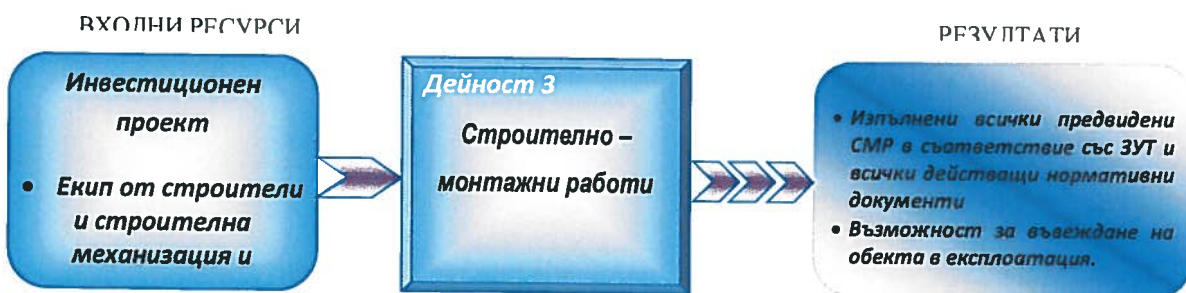 ВХОДНИ РЕСУРСИ
Инвестиционен
проект
• Екип от строители
и строителна
механизация и
Дейност 3
Строително –
монтажни работи
РЕЗУЛТАТИ
• Изпълнени всички предвидени
СМР в съответствие със ЗУТ и
всички действащи нормативни
документи
• Възможност за въвеждане на
обекта в експлоатация.